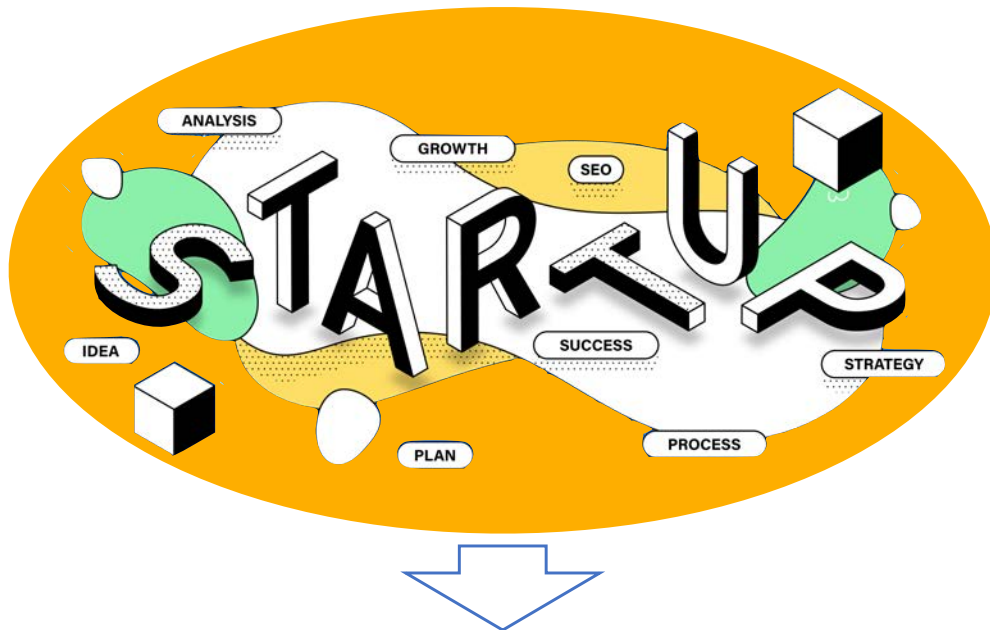 ANALYSIS
GROWTH
SEO
STARTUP
IDEA
SUCCESS
STRATEGY
PLAN
PROCESS